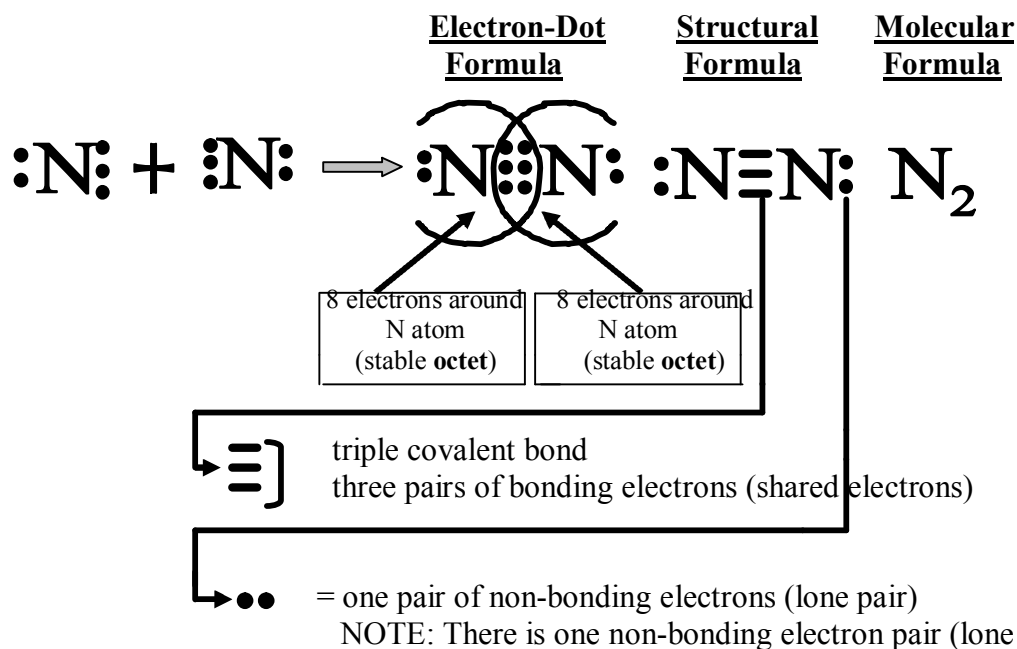 Electron-Dot Structural Molecular
Formula Formula Formula
:N⋮ + ⋮N: :N⋮⋮N: :N≡N: N₂
8 electrons around 8 electrons around
N atom N atom
(stable octet) (stable octet)
triple covalent bond
three pairs of bonding electrons (shared electrons)
= one pair of non-bonding electrons (lone pair)
NOTE: There is one non-bonding electron pair (lone